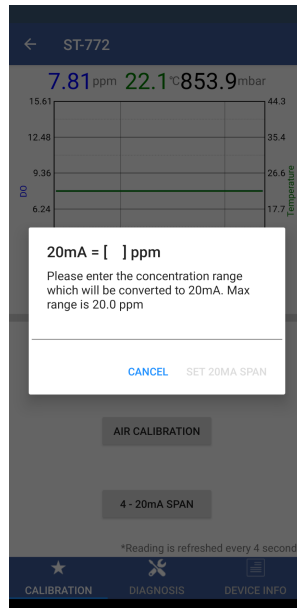 ST-772
7.81ppm 22.1°C 853.9mbar
15.61
44.3
12.48
35.4
9.36
26.6
DO
Temperature
6.24
17.7
20mA = [ ] ppm
Please enter the concentration range
which will be converted to 20mA. Max
range is 20.0 ppm
CANCEL SET 20MA SPAN
AIR CALIBRATION
4 - 20mA SPAN
*Reading is refreshed every 4 second
CALIBRATION DIAGNOSIS DEVICE INFO